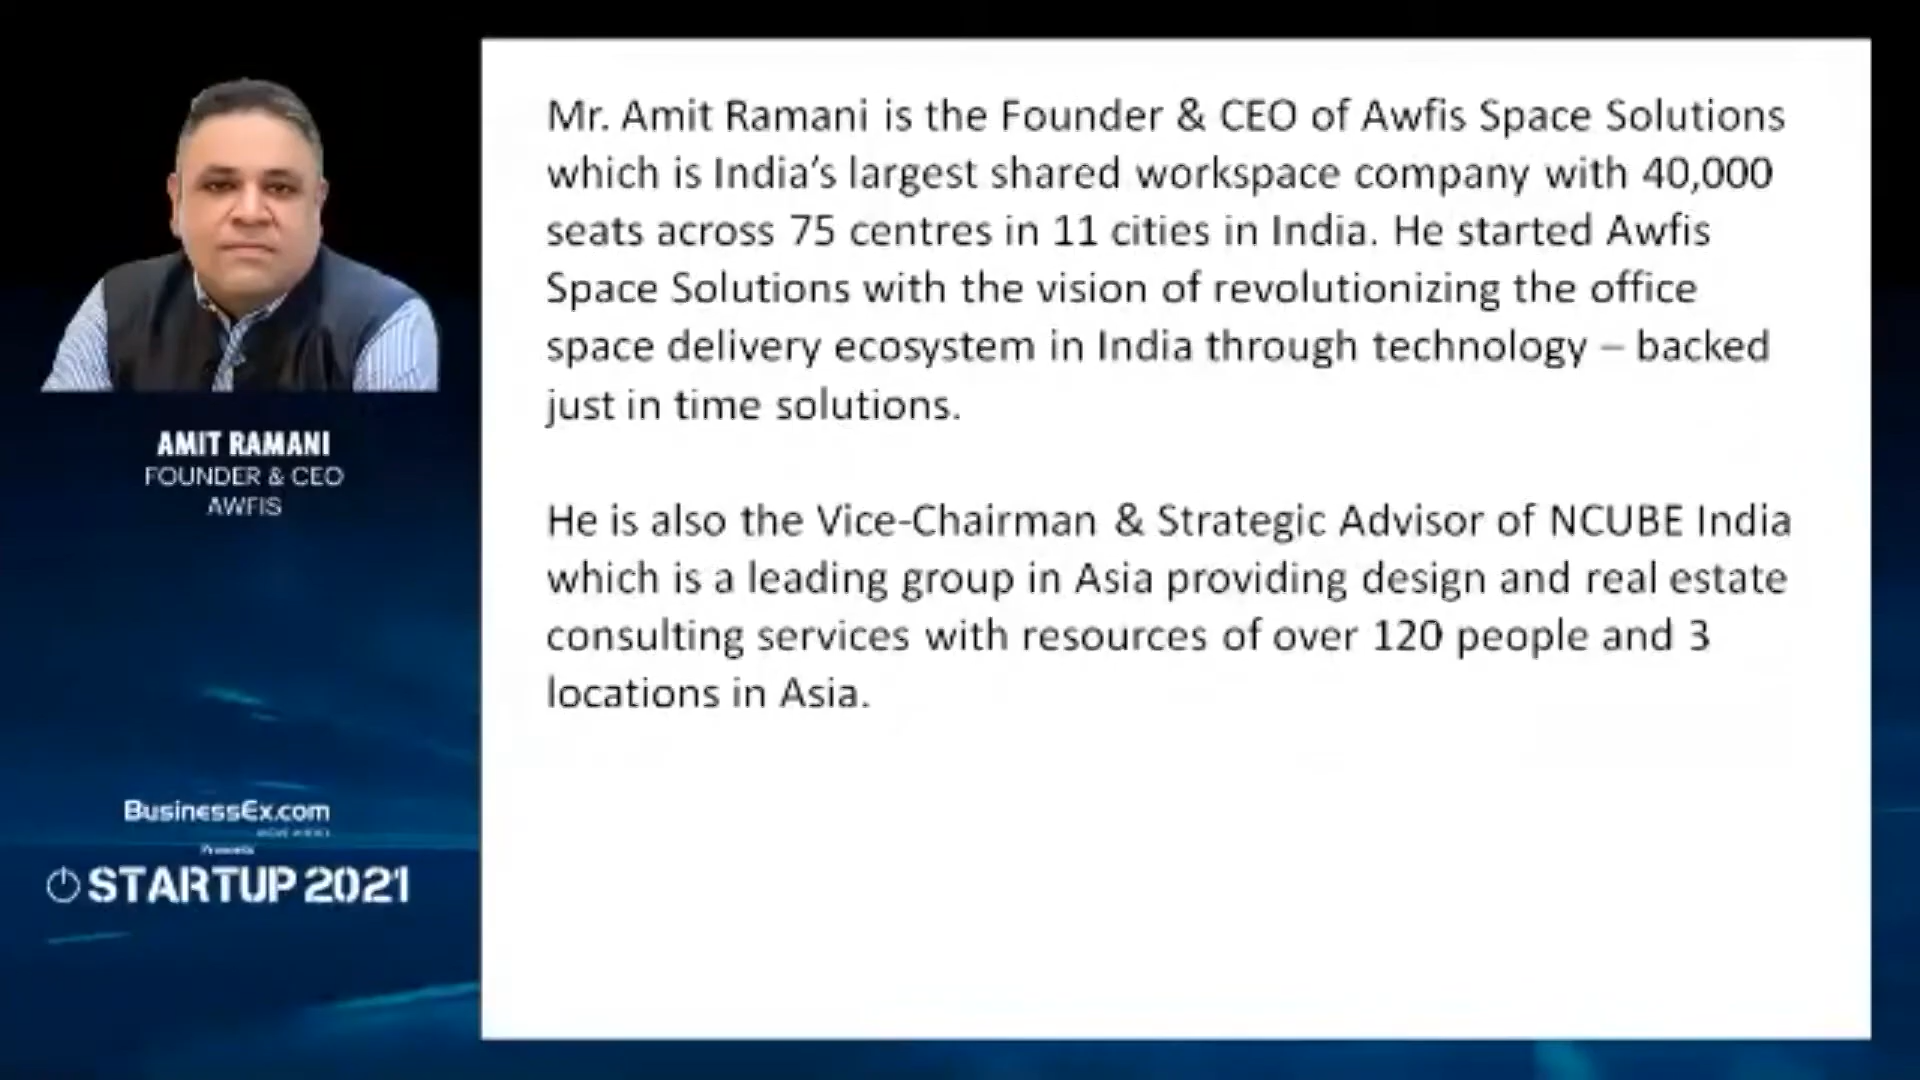 Mr. Amit Ramani is the Founder & CEO of Awfis Space Solutions
which is India’s largest shared workspace company with 40,000
seats across 75 centres in 11 cities in India. He started Awfis
Space Solutions with the vision of revolutionizing the office
space delivery ecosystem in India through technology – backed
just in time solutions.
He is also the Vice-Chairman & Strategic Advisor of NCUBE India
which is a leading group in Asia providing design and real estate
consulting services with resources of over 120 people and 3
locations in Asia.
AMIT RAMANI
FOUNDER & CEO
AWFIS
BusinessEx.com
Presents
STARTUP 2021